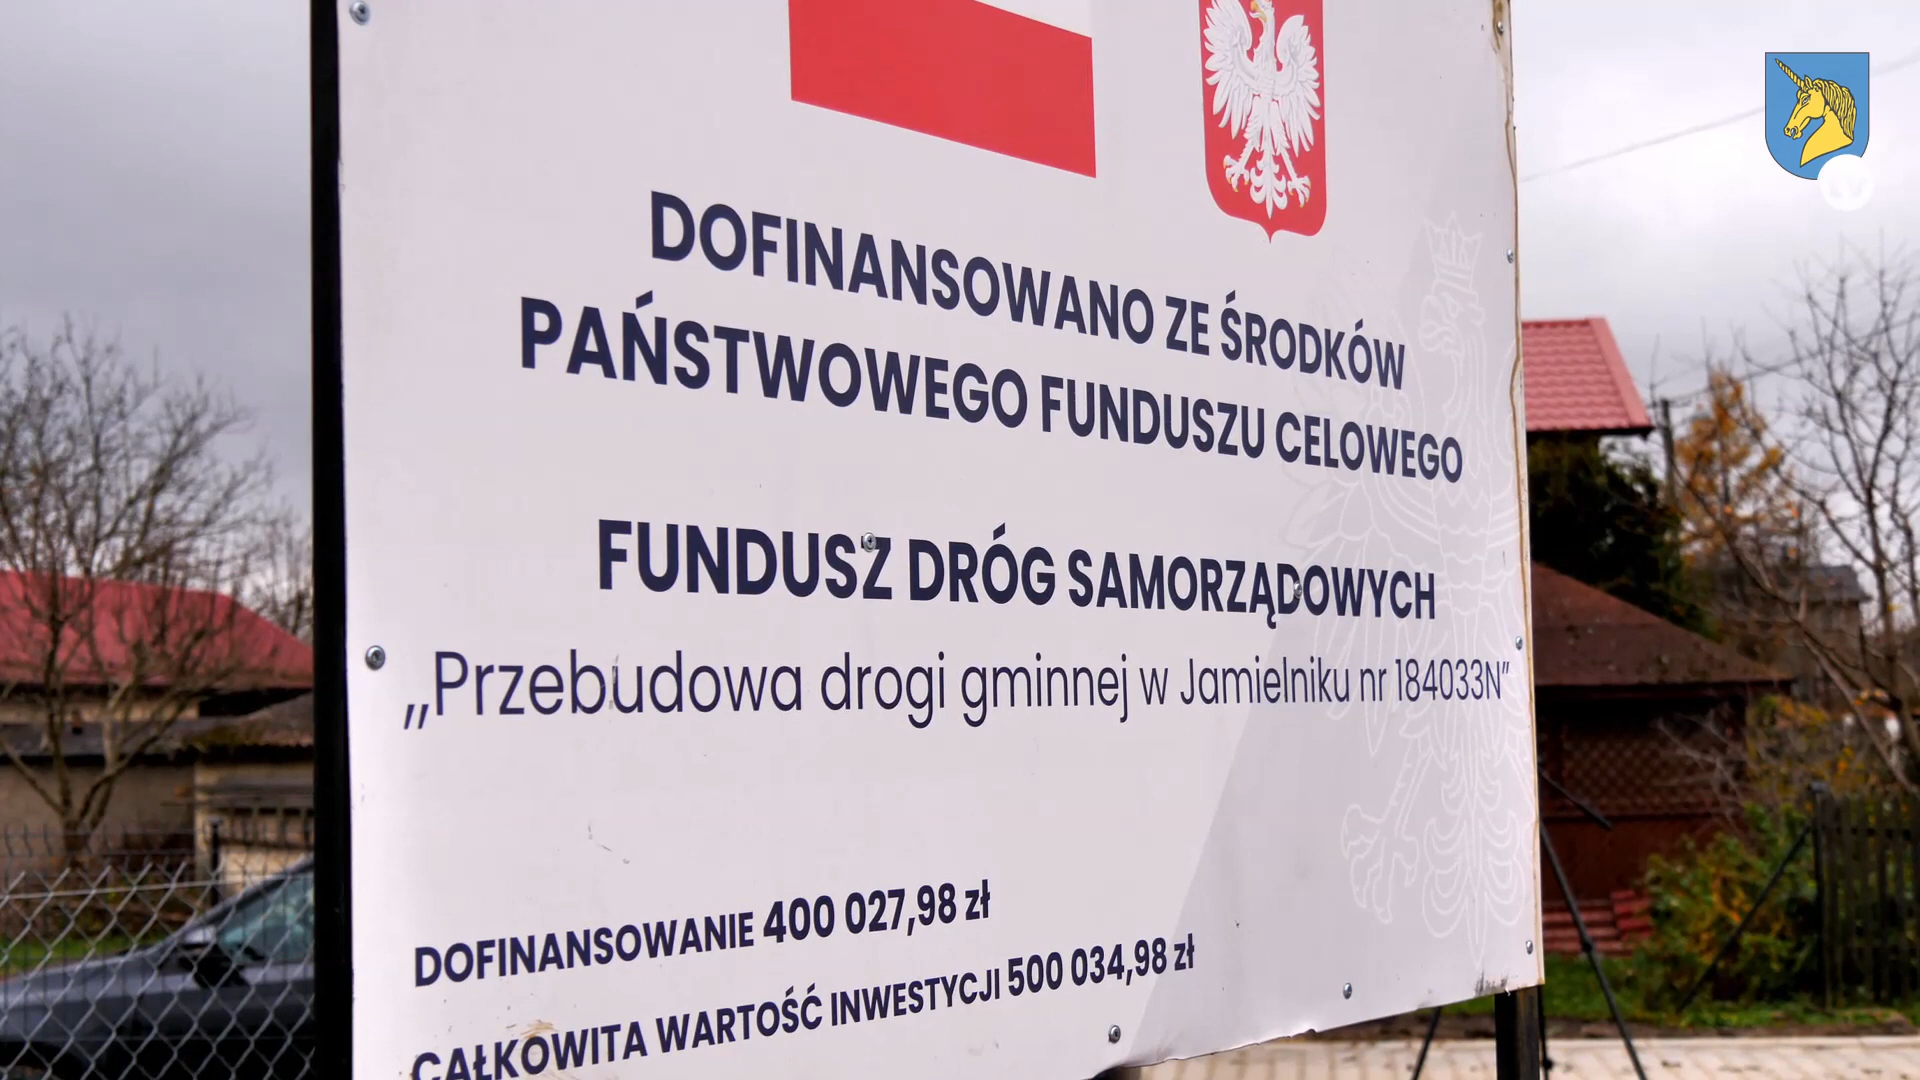 DOFINANSOWANO ZE ŚRODKÓW
PAŃSTWOWEGO FUNDUSZU CELOWEGO
FUNDUSZ DRÓG SAMORZĄDOWYCH
„Przebudowa drogi gminnej w Jamielniku nr 184033N”
DOFINANSOWANIE 400 027,98 zł
CAŁKOWITA WARTOŚĆ INWESTYCJI 500 034,98 zł
tv